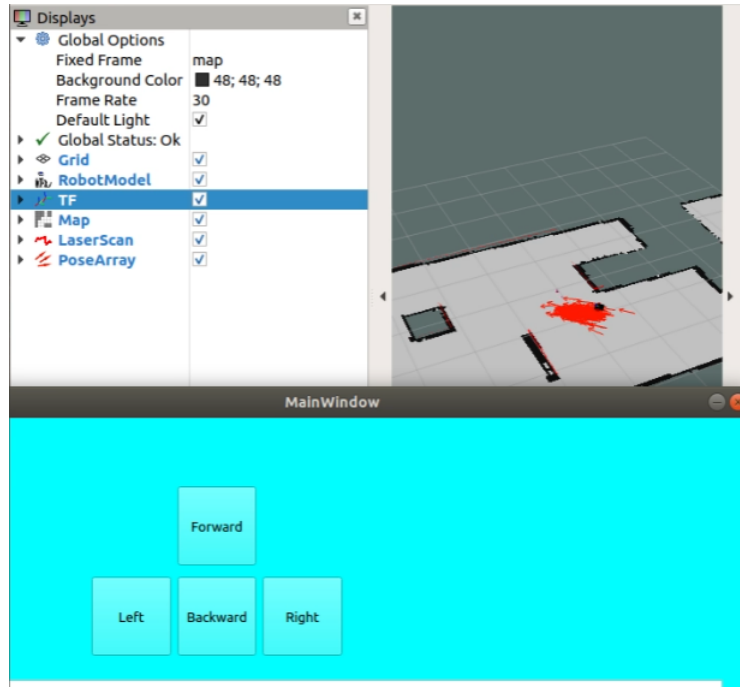 Displays
Global Options
Fixed Frame map
Background Color 48; 48; 48
Frame Rate 30
Default Light
Global Status: Ok
Grid
RobotModel
TF
Map
LaserScan
PoseArray
MainWindow
Forward
Left Backward Right